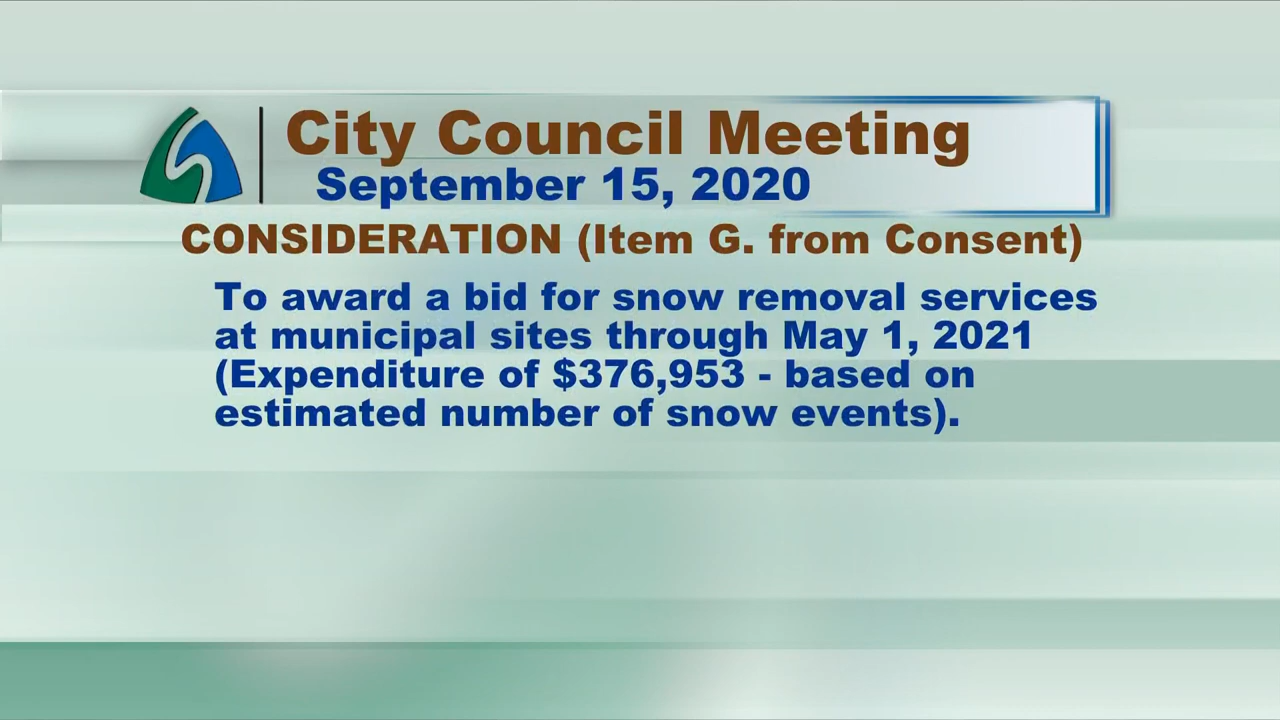 City Council Meeting
September 15, 2020
CONSIDERATION (Item G. from Consent)
To award a bid for snow removal services
at municipal sites through May 1, 2021
(Expenditure of $376,953 - based on
estimated number of snow events).